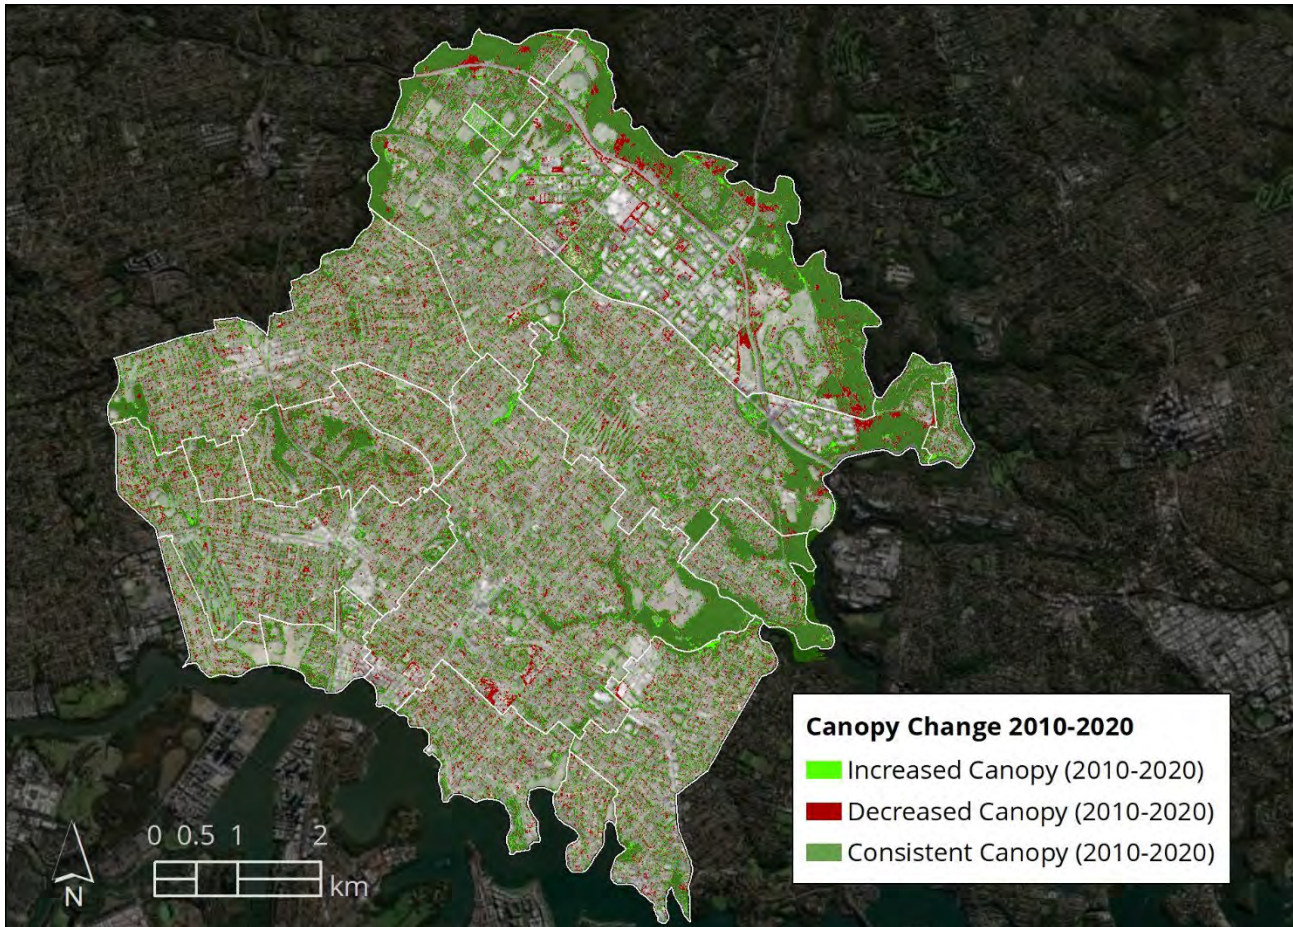 Canopy Change 2010-2020
Increased Canopy (2010-2020)
Decreased Canopy (2010-2020)
Consistent Canopy (2010-2020)
0 0.5 1 2
km
N